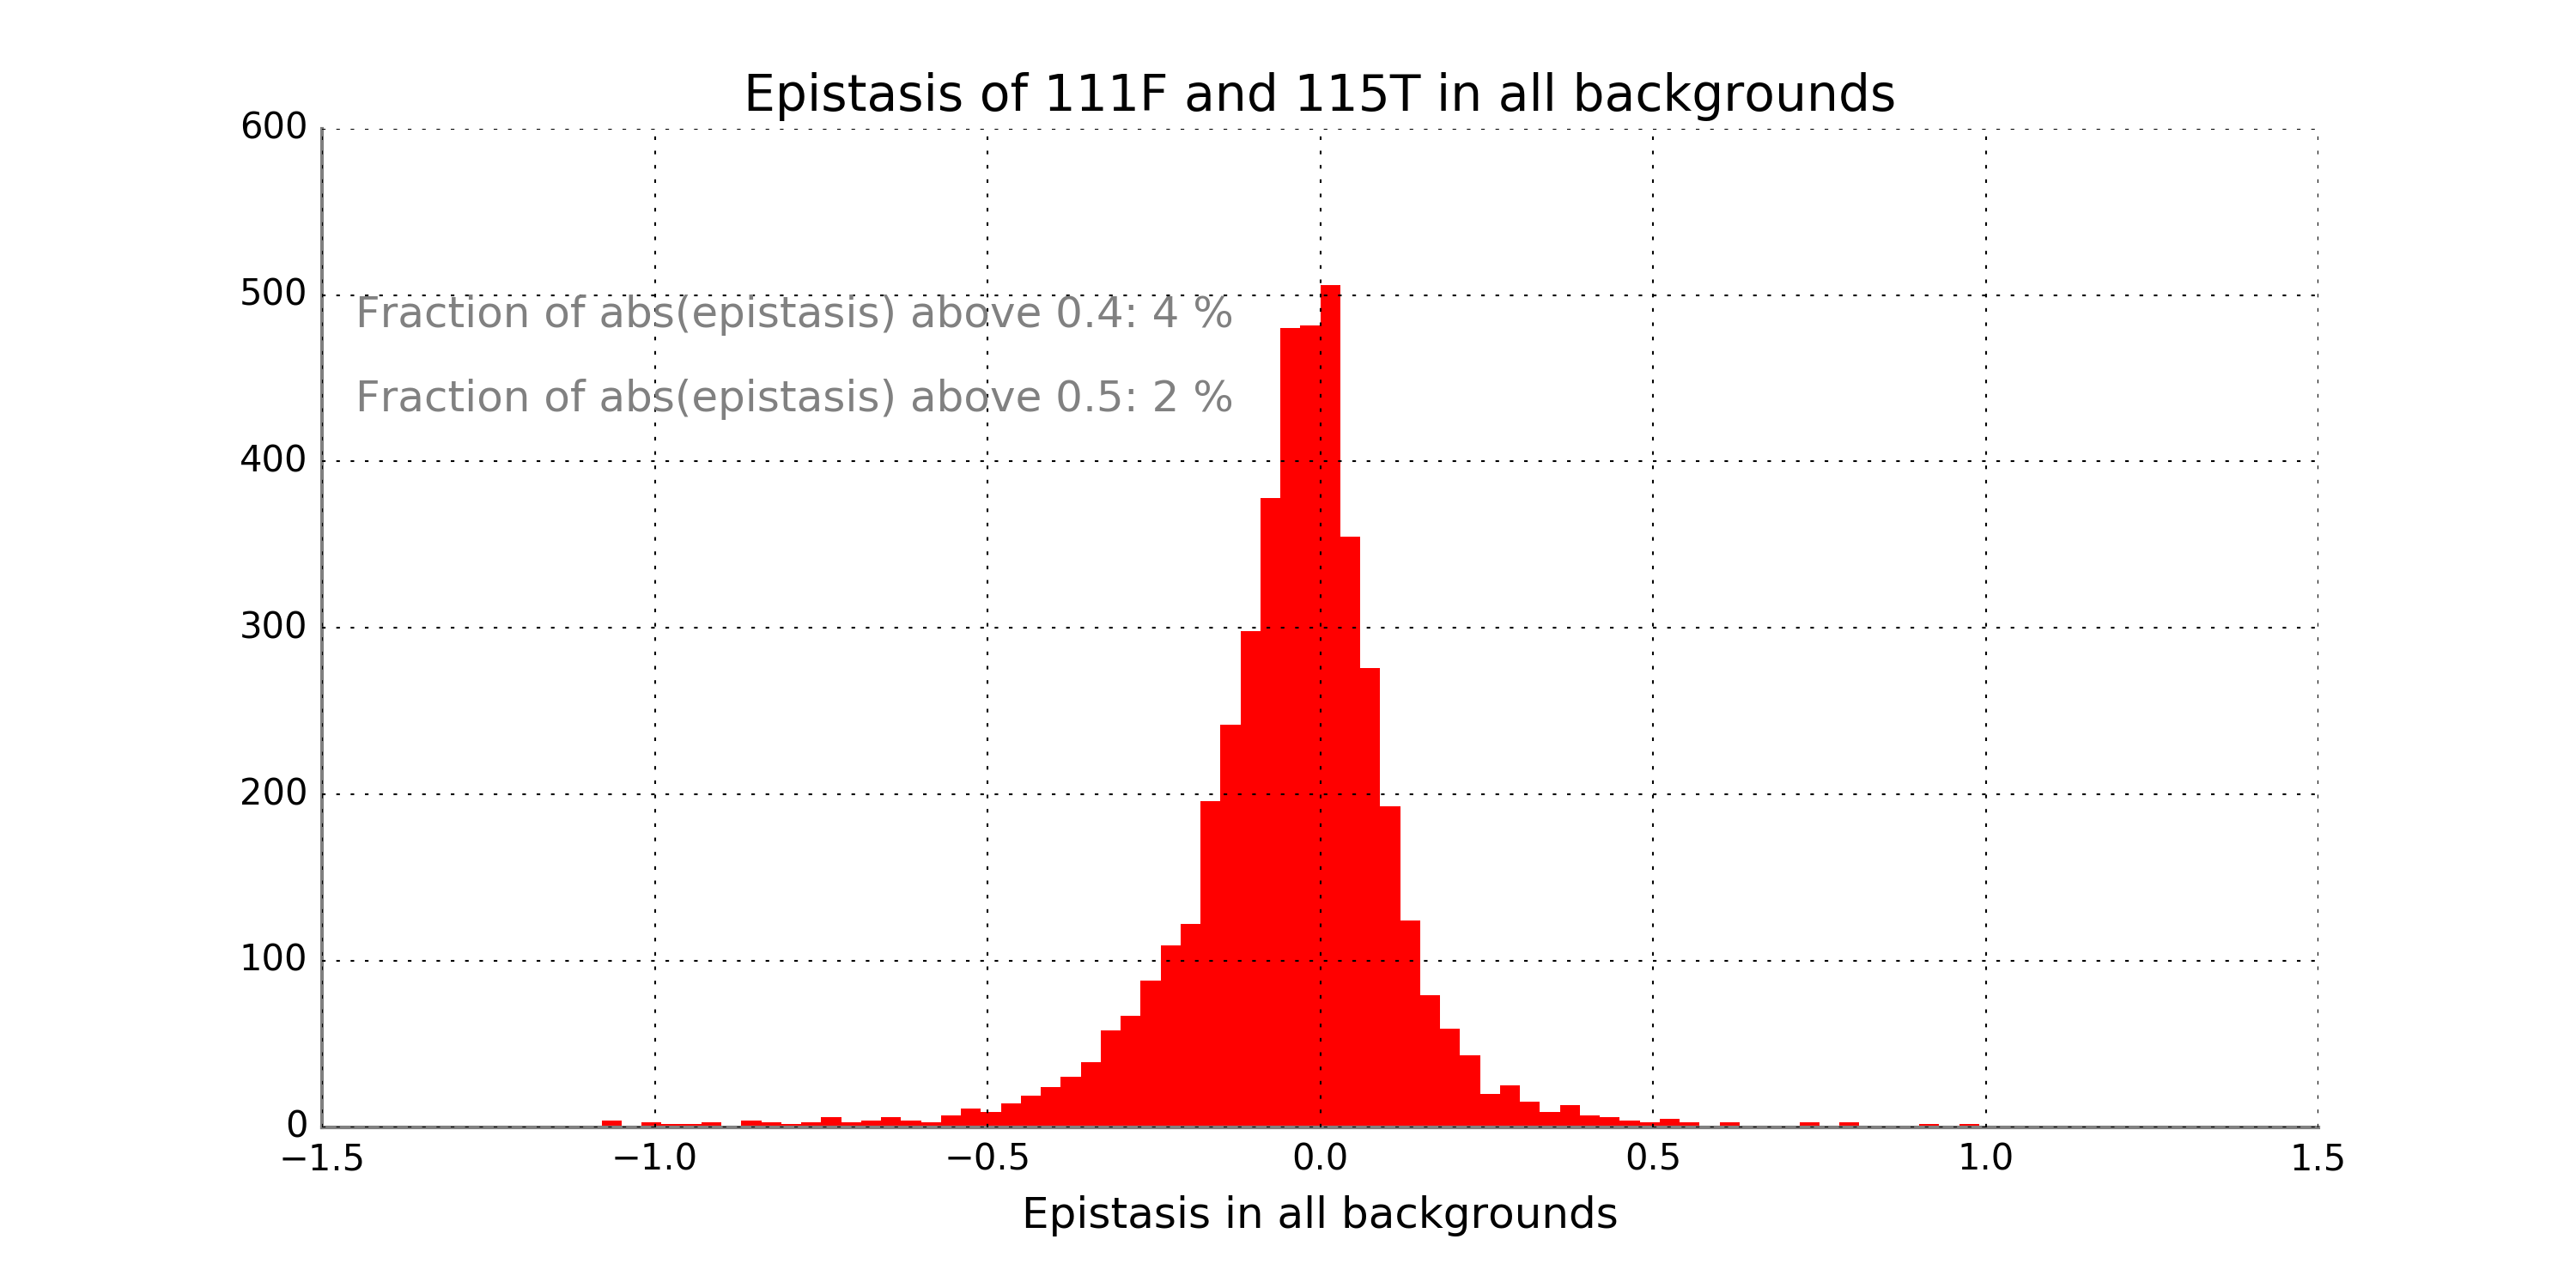 Epistasis of 111F and 115T in all backgrounds
600
500
Fraction of abs(epistasis) above 0.4: 4 %
Fraction of abs(epistasis) above 0.5: 2 %
400
300
200
100
0
−1.5 −1.0 −0.5 0.0 0.5 1.0 1.5
Epistasis in all backgrounds